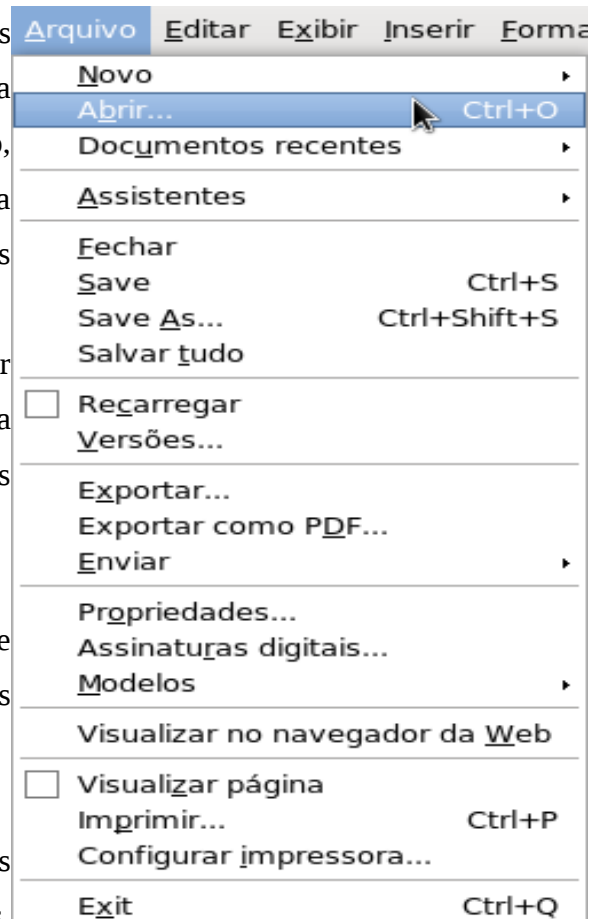 Arquivo Editar Exibir Inserir Forma
Novo
Abrir... Ctrl+O
Documentos recentes
Assistentes
Fechar
Save Ctrl+S
Save As... Ctrl+Shift+S
Salvar tudo
Recarregar
Versões...
Exportar...
Exportar como PDF...
Enviar
Propriedades...
Assinaturas digitais...
Modelos
Visualizar no navegador da Web
Visualizar página
Imprimir... Ctrl+P
Configurar impressora...
Exit Ctrl+Q